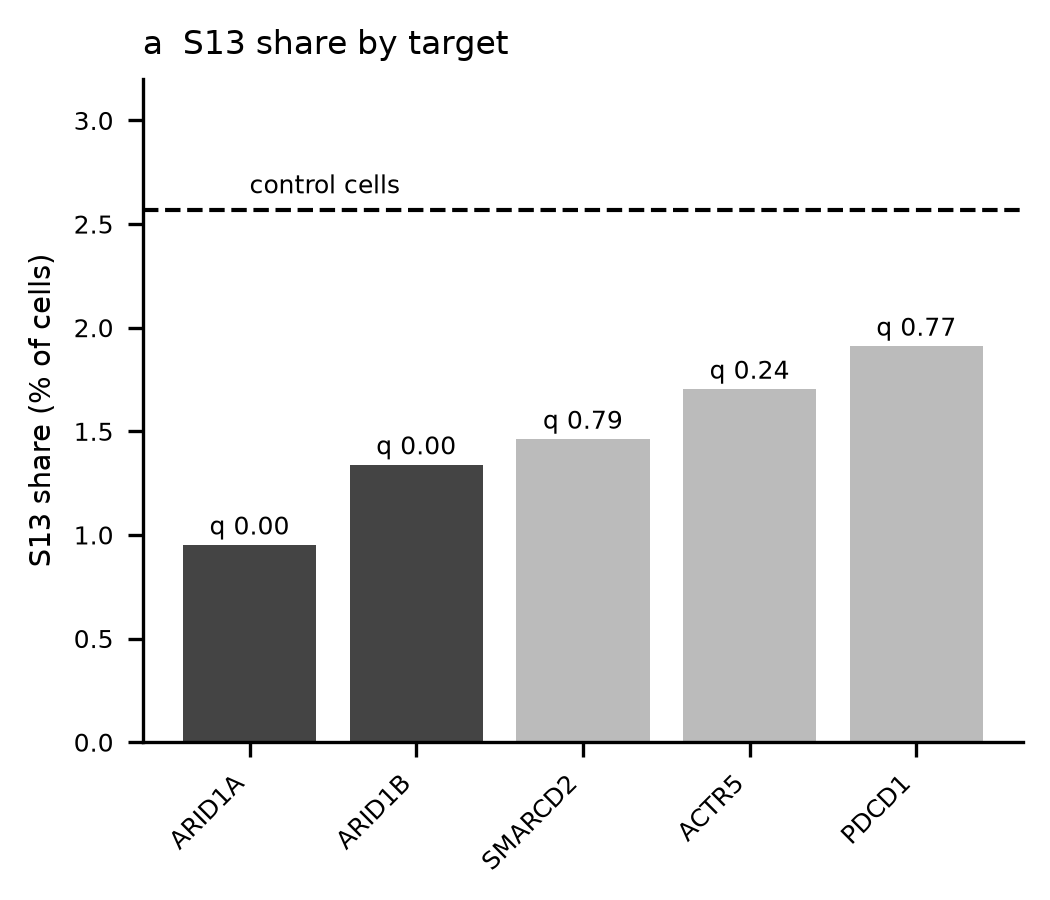 a  S13 share by target
S13 share (% of cells)
3.0
2.5
2.0
1.5
1.0
0.5
0.0
control cells
q 0.00
q 0.00
q 0.79
q 0.24
q 0.77
ARID1A
ARID1B
SMARCD2
ACTR5
PDCD1